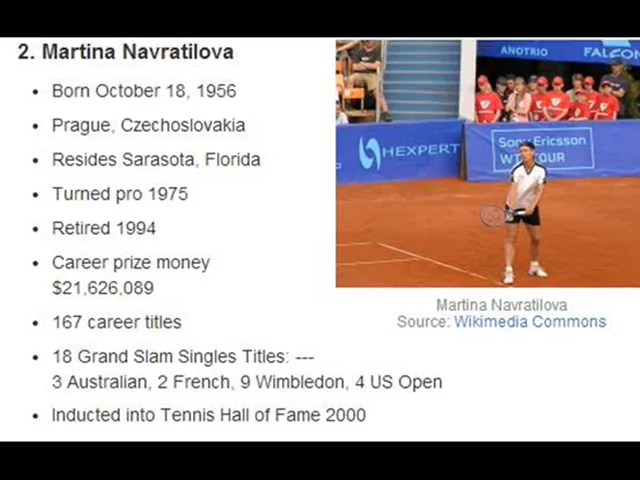 2. Martina Navratilova
Born October 18, 1956
Prague, Czechoslovakia
Resides Sarasota, Florida
Turned pro 1975
Retired 1994
Career prize money
$21,626,089
167 career titles
18 Grand Slam Singles Titles: ---
3 Australian, 2 French, 9 Wimbledon, 4 US Open
Inducted into Tennis Hall of Fame 2000
ANOTRIO
FALCON
HEXPERT
Sony Ericsson
WTA TOUR
Martina Navratilova
Source: Wikimedia Commons